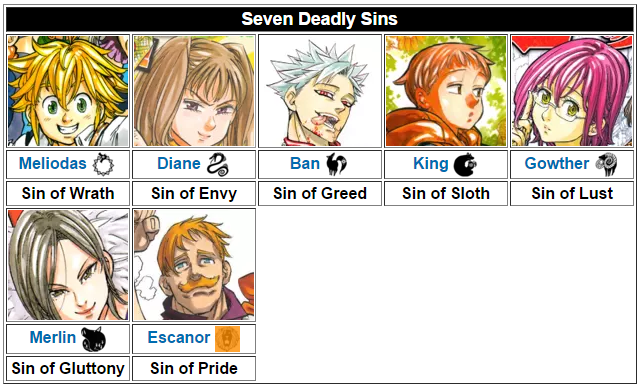 Seven Deadly Sins
Meliodas Diane Ban King Gowther
Sin of Wrath Sin of Envy Sin of Greed Sin of Sloth Sin of Lust
Merlin Escanor
Sin of Gluttony Sin of Pride